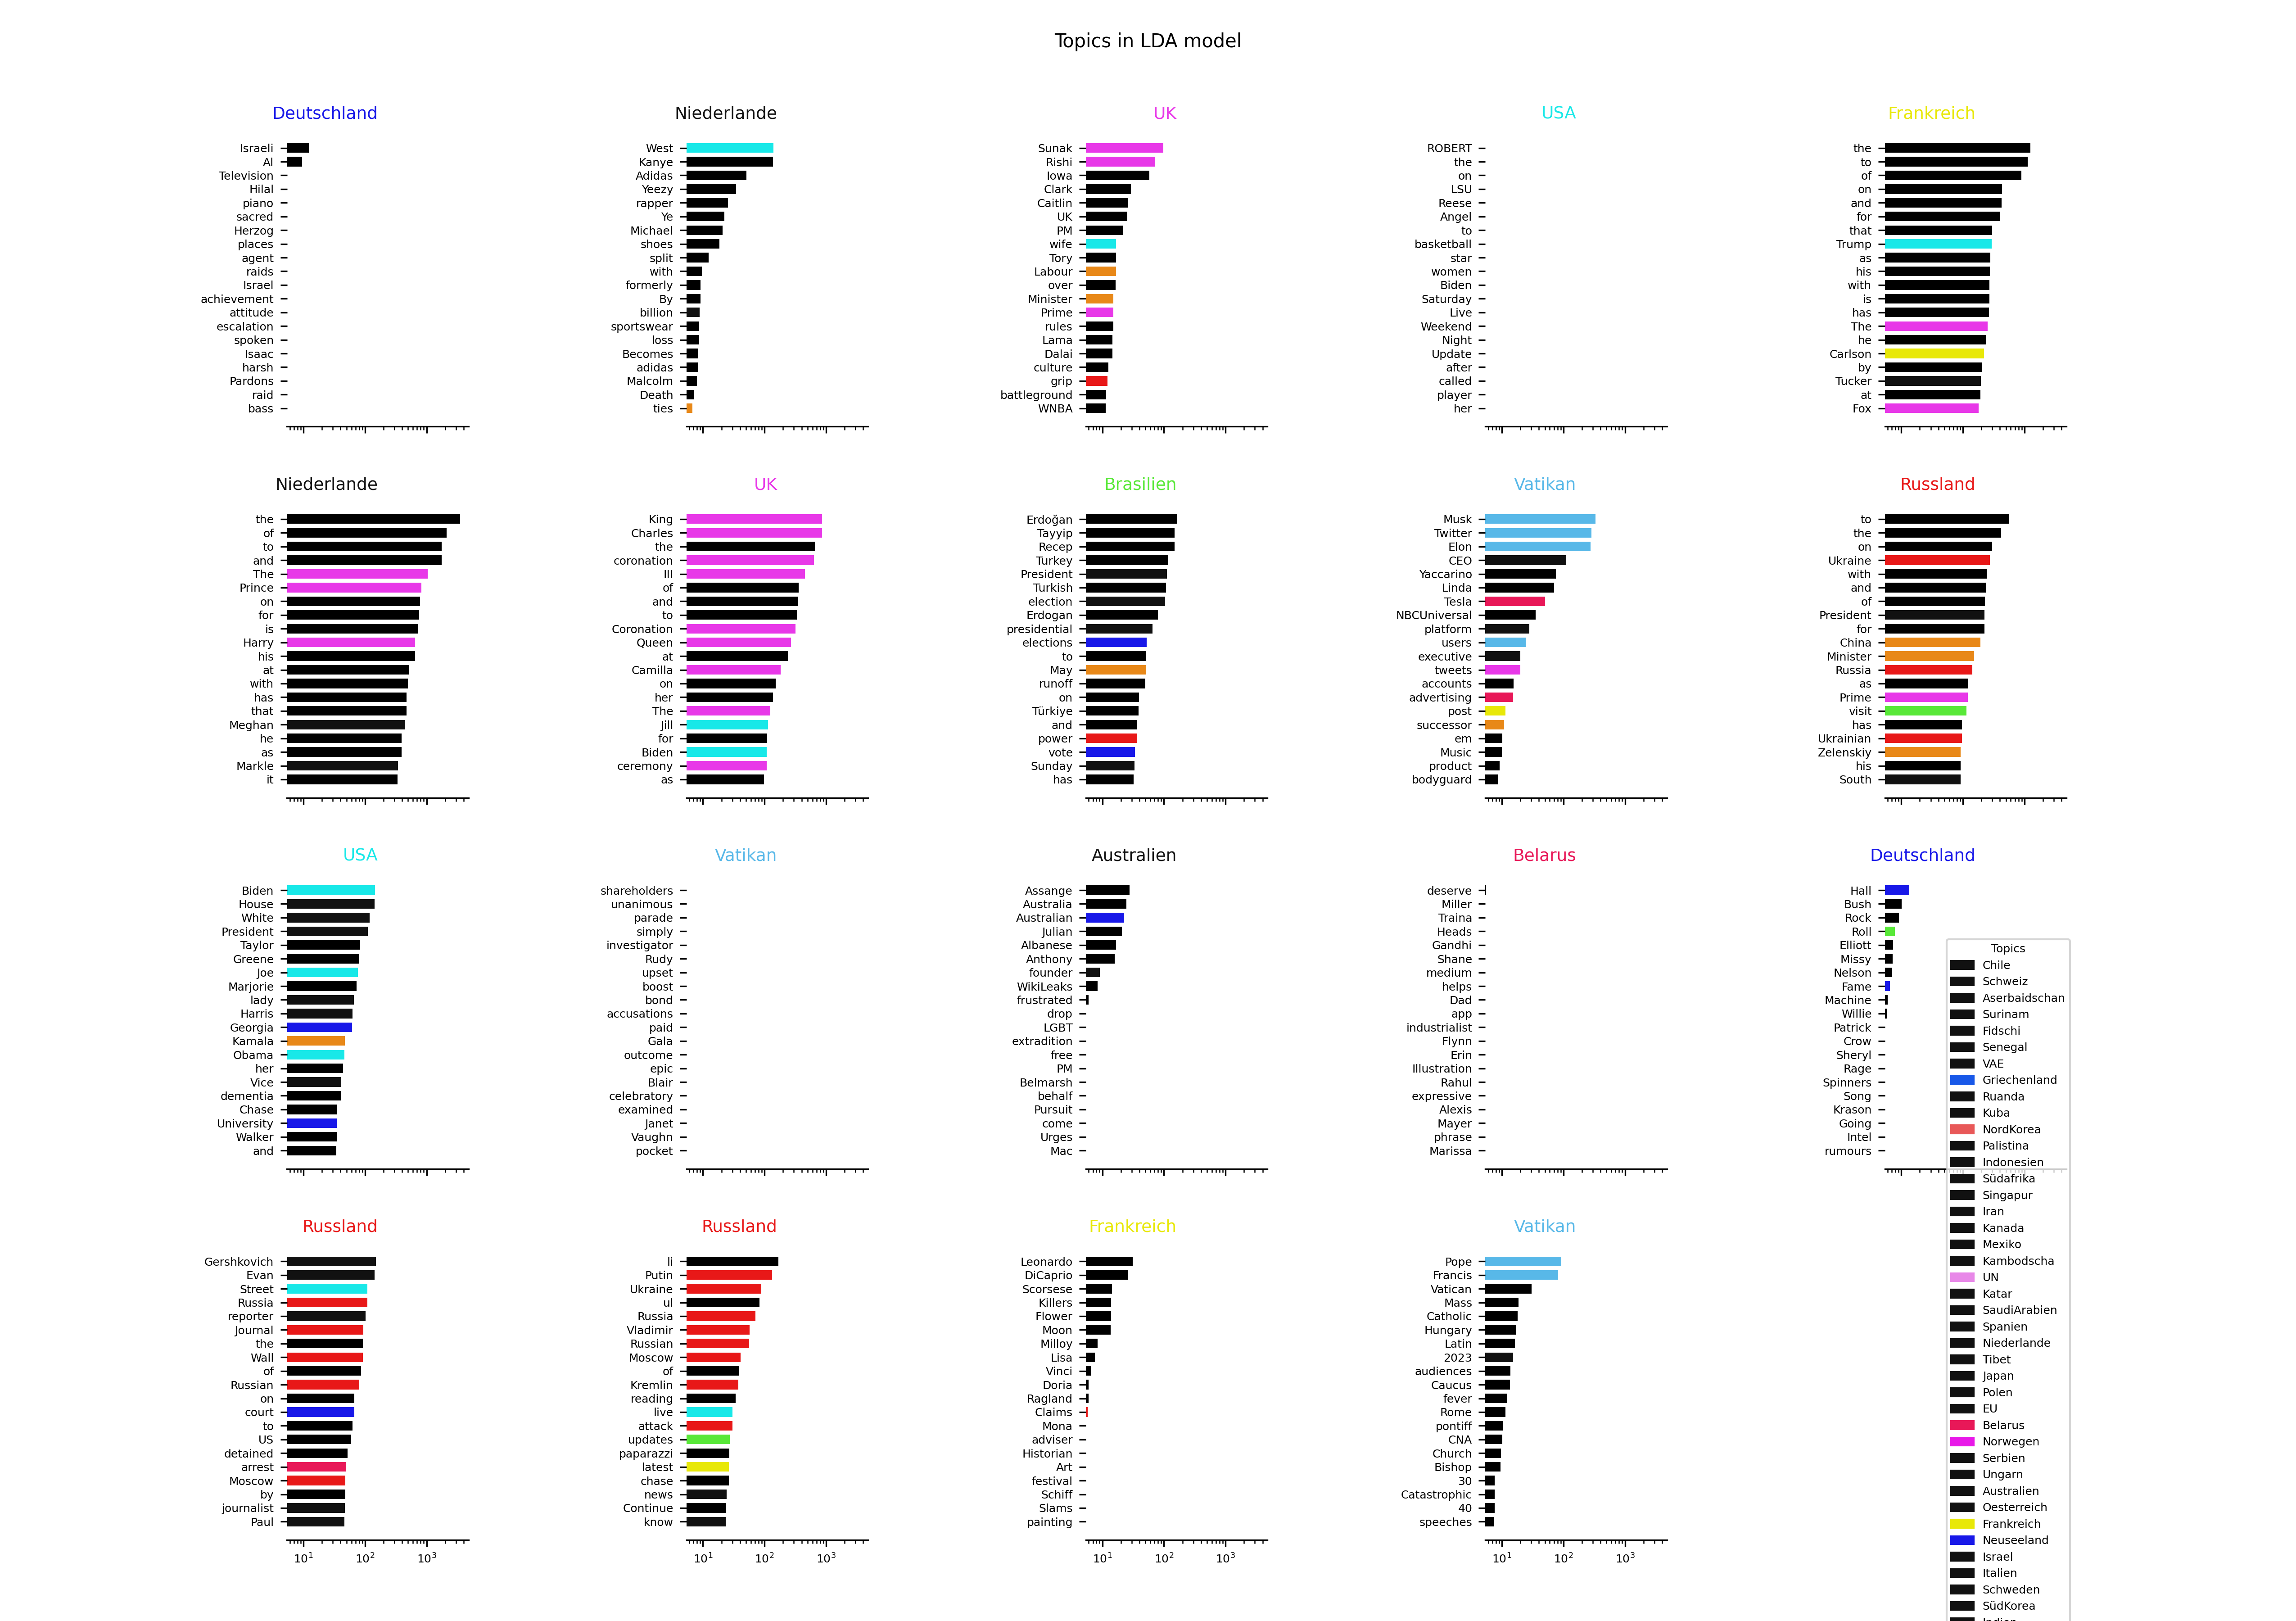 Topics in LDA model
Deutschland
Israeli
Al
Television
Hilal
piano
sacred
Herzog
places
agent
raids
Israel
achievement
attitude
escalation
spoken
Isaac
harsh
Pardons
raid
bass
Niederlande
West
Kanye
Adidas
Yeezy
rapper
Ye
Michael
shoes
split
with
formerly
By
billion
sportswear
loss
Becomes
adidas
Malcolm
Death
ties
UK
Sunak
Rishi
Iowa
Clark
Caitlin
UK
PM
wife
Tory
Labour
over
Minister
Prime
rules
Lama
Dalai
culture
grip
battleground
WNBA
USA
ROBERT
the
on
LSU
Reese
Angel
to
basketball
star
women
Biden
Saturday
Live
Weekend
Night
Update
after
called
player
her
Frankreich
the
to
of
on
and
for
that
Trump
as
his
with
is
has
The
he
Carlson
by
Tucker
at
Fox
Niederlande
the
of
to
and
The
Prince
on
for
is
Harry
his
at
with
has
that
Meghan
he
as
Markle
it
UK
King
Charles
the
coronation
III
of
and
to
Coronation
Queen
at
Camilla
on
her
The
Jill
for
Biden
ceremony
as
Brasilien
Erdoğan
Tayyip
Recep
Turkey
President
Turkish
election
Erdogan
presidential
elections
to
May
runoff
on
Türkiye
and
power
vote
Sunday
has
Vatikan
Musk
Twitter
Elon
CEO
Yaccarino
Linda
Tesla
NBCUniversal
platform
users
executive
tweets
accounts
advertising
post
successor
em
Music
product
bodyguard
Russland
to
the
on
Ukraine
with
and
of
President
for
China
Minister
Russia
as
Prime
visit
has
Ukrainian
Zelenskiy
his
South
USA
Biden
House
White
President
Taylor
Greene
Joe
Marjorie
lady
Harris
Georgia
Kamala
Obama
her
Vice
dementia
Chase
University
Walker
and
Vatikan
shareholders
unanimous
parade
simply
investigator
Rudy
upset
boost
bond
accusations
paid
Gala
outcome
epic
Blair
celebratory
examined
Janet
Vaughn
pocket
Australien
Assange
Australia
Australian
Julian
Albanese
Anthony
founder
WikiLeaks
frustrated
drop
LGBT
extradition
free
PM
Belmarsh
behalf
Pursuit
come
Urges
Mac
Belarus
deserve
Miller
Traina
Heads
Gandhi
Shane
medium
helps
Dad
app
industrialist
Flynn
Erin
Illustration
Rahul
expressive
Alexis
Mayer
phrase
Marissa
Deutschland
Hall
Bush
Rock
Roll
Elliott
Missy
Nelson
Fame
Machine
Willie
Patrick
Crow
Sheryl
Rage
Spinners
Song
Krason
Going
Intel
rumours
Russland
Gershkovich
Evan
Street
Russia
reporter
Journal
the
Wall
of
Russian
on
court
to
US
detained
arrest
Moscow
by
journalist
Paul
10¹ 10² 10³
Russland
li
Putin
Ukraine
ul
Russia
Vladimir
Russian
Moscow
of
Kremlin
reading
live
attack
updates
paparazzi
latest
chase
news
Continue
know
10¹ 10² 10³
Frankreich
Leonardo
DiCaprio
Scorsese
Killers
Flower
Moon
Milloy
Lisa
Vinci
Doria
Ragland
Claims
Mona
adviser
Historian
Art
festival
Schiff
Slams
painting
10¹ 10² 10³
Vatikan
Pope
Francis
Vatican
Mass
Catholic
Hungary
Latin
2023
audiences
Caucus
fever
Rome
pontiff
CNA
Church
Bishop
30
Catastrophic
40
speeches
10¹ 10² 10³
Topics
Chile
Schweiz
Aserbaidschan
Surinam
Fidschi
Senegal
VAE
Griechenland
Ruanda
Kuba
NordKorea
Palistina
Indonesien
Südafrika
Singapur
Iran
Kanada
Mexiko
Kambodscha
UN
Katar
SaudiArabien
Spanien
Niederlande
Tibet
Japan
Polen
EU
Belarus
Norwegen
Serbien
Ungarn
Australien
Oesterreich
Frankreich
Neuseeland
Israel
Italien
Schweden
SüdKorea